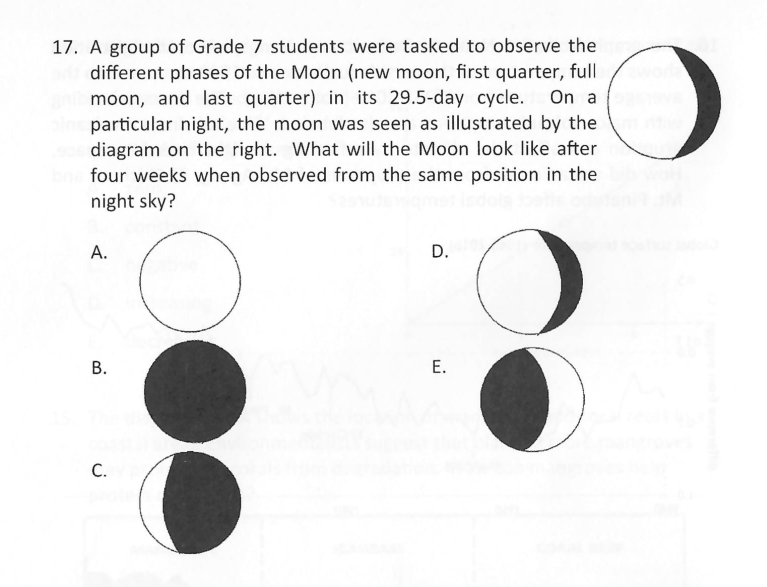 17. A group of Grade 7 students were tasked to observe the
different phases of the Moon (new moon, first quarter, full
moon, and last quarter) in its 29.5-day cycle. On a
particular night, the moon was seen as illustrated by the
diagram on the right. What will the Moon look like after
four weeks when observed from the same position in the
night sky?
A.
D.
B.
E.
C.